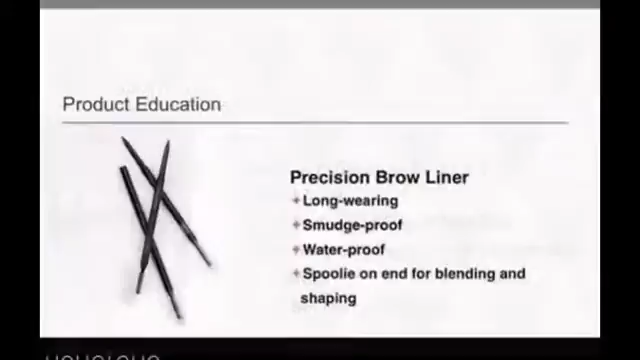 Product Education
Precision Brow Liner
Long-wearing
Smudge-proof
Water-proof
Spoolie on end for blending and
shaping